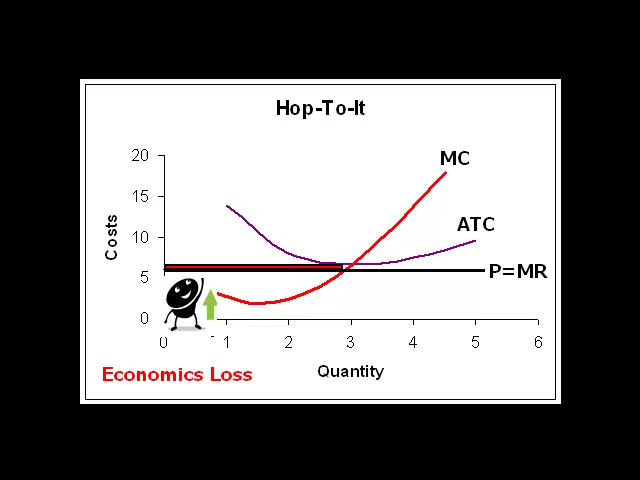 Hop-To-It
MC
20
15
ATC
Costs
10
P=MR
5
0
0 1 2 3 4 5 6
Economics Loss
Quantity